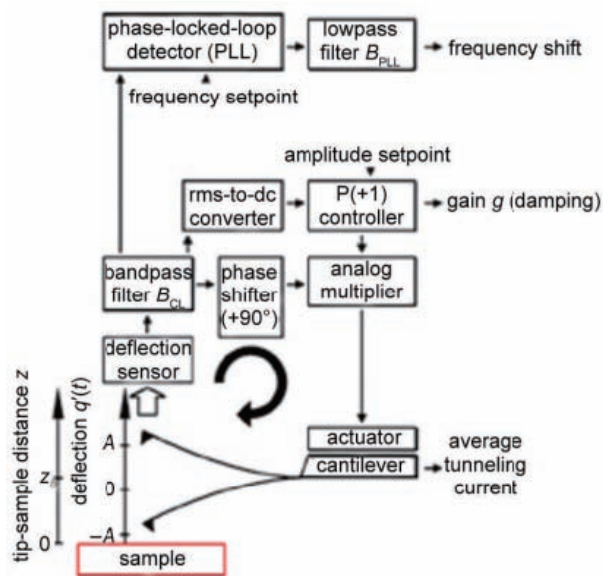 phase-locked-loop
detector (PLL)
lowpass
filter B_PLL
frequency shift
frequency setpoint
amplitude setpoint
rms-to-dc
converter
P(+1)
controller
gain g (damping)
bandpass
filter B_CL
phase
shifter
(+90°)
analog
multiplier
deflection
sensor
tip-sample distance z
deflection q'(t)
A
0
–A
0
actuator
cantilever
average
tunneling
current
sample